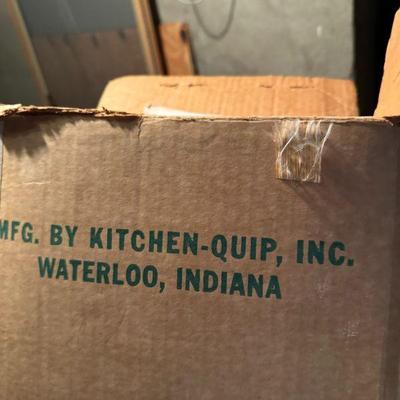 MFG. BY KITCHEN-QUIP, INC.
WATERLOO, INDIANA